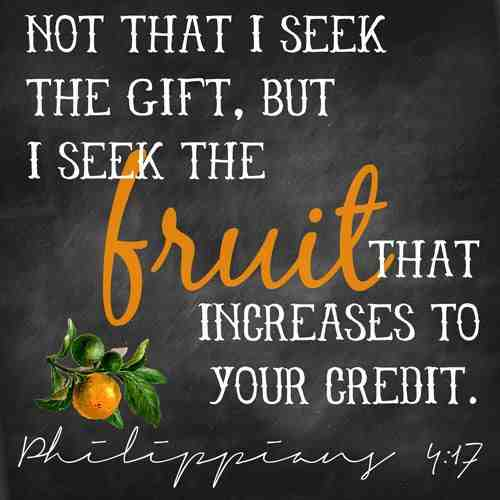 NOT THAT I SEEK
THE GIFT, BUT
I SEEK THE
fruit
THAT
INCREASES TO
YOUR CREDIT.
Philippians 4:17